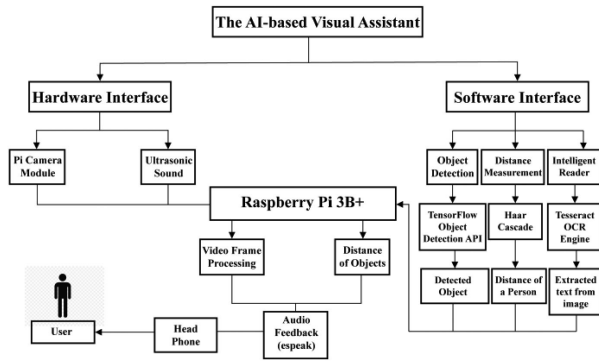 The AI-based Visual Assistant
Hardware Interface
Software Interface
Pi Camera
Module
Ultrasonic
Sound
Object
Detection
Distance
Measurement
Intelligent
Reader
Raspberry Pi 3B+
TensorFlow
Object
Detection API
Haar
Cascade
Tesseract
OCR
Engine
Video Frame
Processing
Distance
of Objects
Detected
Object
Distance of
a Person
Extracted
text from
image
User
Head
Phone
Audio
Feedback
(espeak)